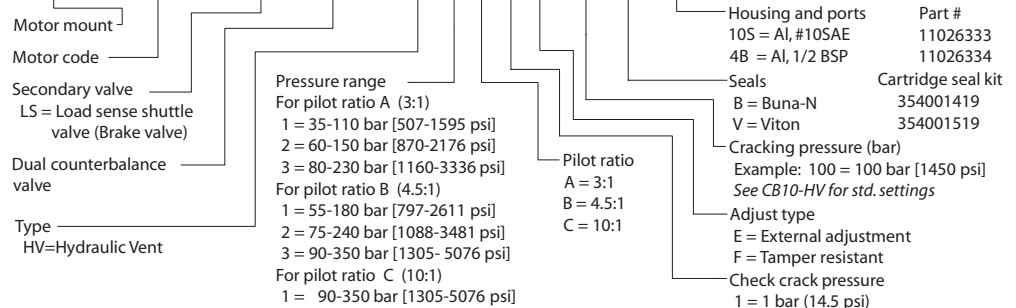 Motor mount
Motor code
Secondary valve
LS = Load sense shuttle
valve (Brake valve)
Dual counterbalance
valve
Type
HV=Hydraulic Vent
Pressure range
For pilot ratio A (3:1)
1 = 35-110 bar [507-1595 psi]
2 = 60-150 bar [870-2176 psi]
3 = 80-230 bar [1160-3336 psi]
For pilot ratio B (4.5:1)
1 = 55-180 bar [797-2611 psi]
2 = 75-240 bar [1088-3481 psi]
3 = 90-350 bar [1305- 5076 psi]
For pilot ratio C (10:1)
1 = 90-350 bar [1305-5076 psi]
Pilot ratio
A = 3:1
B = 4.5:1
C = 10:1
Housing and ports Part #
10S = Al, #10SAE 11026333
4B = Al, 1/2 BSP 11026334
Seals Cartridge seal kit
B = Buna-N 354001419
V = Viton 354001519
Cracking pressure (bar)
Example: 100 = 100 bar [1450 psi]
See CB10-HV for std. settings
Adjust type
E = External adjustment
F = Tamper resistant
Check crack pressure
1 = 1 bar (14.5 psi)